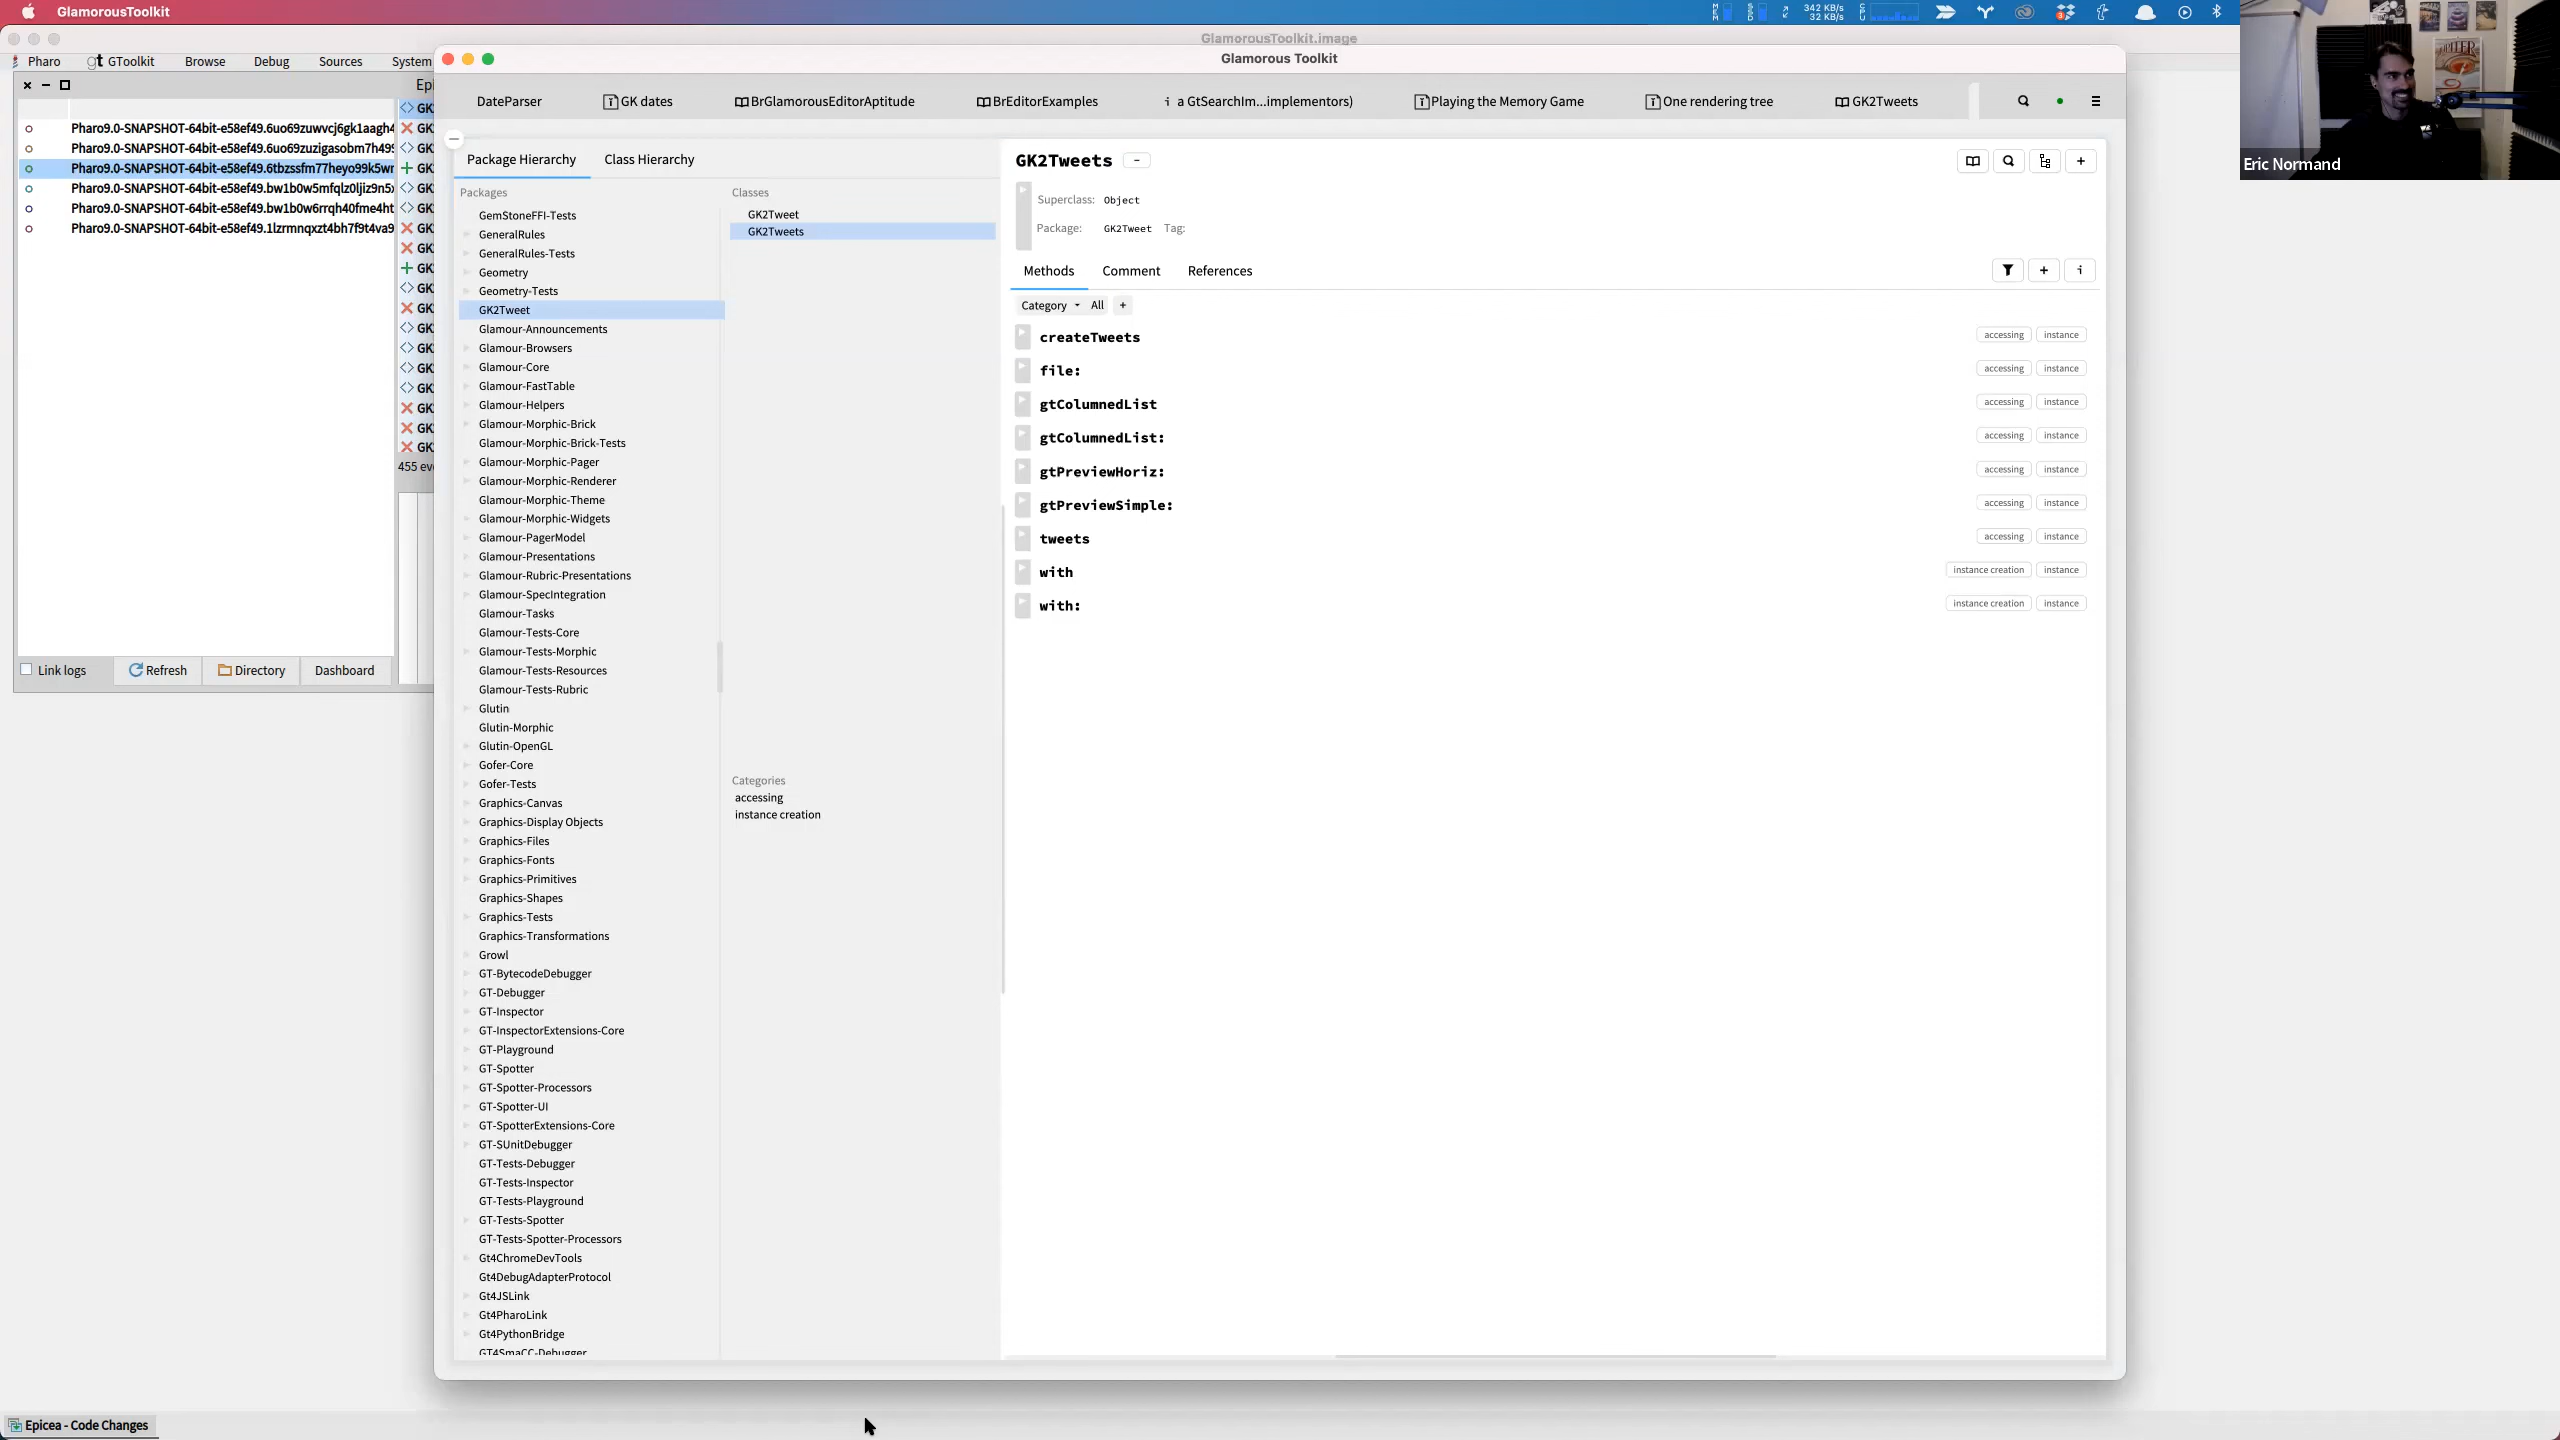 GlamorousToolkit
342 KB/s
32 KB/s
GlamorousToolkit.image
Pharo
GToolkit
Browse
Debug
Sources
System
Glamorous Toolkit
Eric Normand
DateParser
GK dates
BrGlamorousEditorAptitude
BrEditorExamples
a GtSearchIm...implementors)
Playing the Memory Game
One rendering tree
GK2Tweets
Pharo9.0-SNAPSHOT-64bit-e58ef49.6uo69zuwvcj6gk1aagh4
Pharo9.0-SNAPSHOT-64bit-e58ef49.6uo69zuzigasobm7h49
Pharo9.0-SNAPSHOT-64bit-e58ef49.6tbzssfm77heyo99k5w
Pharo9.0-SNAPSHOT-64bit-e58ef49.bw1b0w5mfqlz0ljiz9n5
Pharo9.0-SNAPSHOT-64bit-e58ef49.bw1b0w6rrqh40fme4ht
Pharo9.0-SNAPSHOT-64bit-e58ef49.1lzrmnqxzt4bh7f9t4va9
455
Link logs
Refresh
Directory
Dashboard
Package Hierarchy
Class Hierarchy
Packages
GemStoneFFI-Tests
GeneralRules
GeneralRules-Tests
Geometry
Geometry-Tests
GK2Tweet
Glamour-Announcements
Glamour-Browsers
Glamour-Core
Glamour-FastTable
Glamour-Helpers
Glamour-Morphic-Brick
Glamour-Morphic-Brick-Tests
Glamour-Morphic-Pager
Glamour-Morphic-Renderer
Glamour-Morphic-Theme
Glamour-Morphic-Widgets
Glamour-PagerModel
Glamour-Presentations
Glamour-Rubric-Presentations
Glamour-SpecIntegration
Glamour-Tasks
Glamour-Tests-Core
Glamour-Tests-Morphic
Glamour-Tests-Resources
Glamour-Tests-Rubric
Glutin
Glutin-Morphic
Glutin-OpenGL
Gofer-Core
Gofer-Tests
Graphics-Canvas
Graphics-Display Objects
Graphics-Files
Graphics-Fonts
Graphics-Primitives
Graphics-Shapes
Graphics-Tests
Graphics-Transformations
Growl
GT-BytecodeDebugger
GT-Debugger
GT-Inspector
GT-InspectorExtensions-Core
GT-Playground
GT-Spotter
GT-Spotter-Processors
GT-Spotter-UI
GT-SpotterExtensions-Core
GT-SUnitDebugger
GT-Tests-Debugger
GT-Tests-Inspector
GT-Tests-Playground
GT-Tests-Spotter
GT-Tests-Spotter-Processors
Gt4ChromeDevTools
Gt4DebugAdapterProtocol
Gt4JSLink
Gt4PharoLink
Gt4PythonBridge
GT4SmaCC-Debugger
Classes
GK2Tweet
GK2Tweets
Categories
accessing
instance creation
GK2Tweets
Superclass: Object
Package: GK2Tweet Tag:
Methods
Comment
References
Category All +
createTweets accessing instance
file: accessing instance
gtColumnedList accessing instance
gtColumnedList: accessing instance
gtPreviewHoriz: accessing instance
gtPreviewSimple: accessing instance
tweets accessing instance
with instance creation instance
with: instance creation instance
Epicea - Code Changes